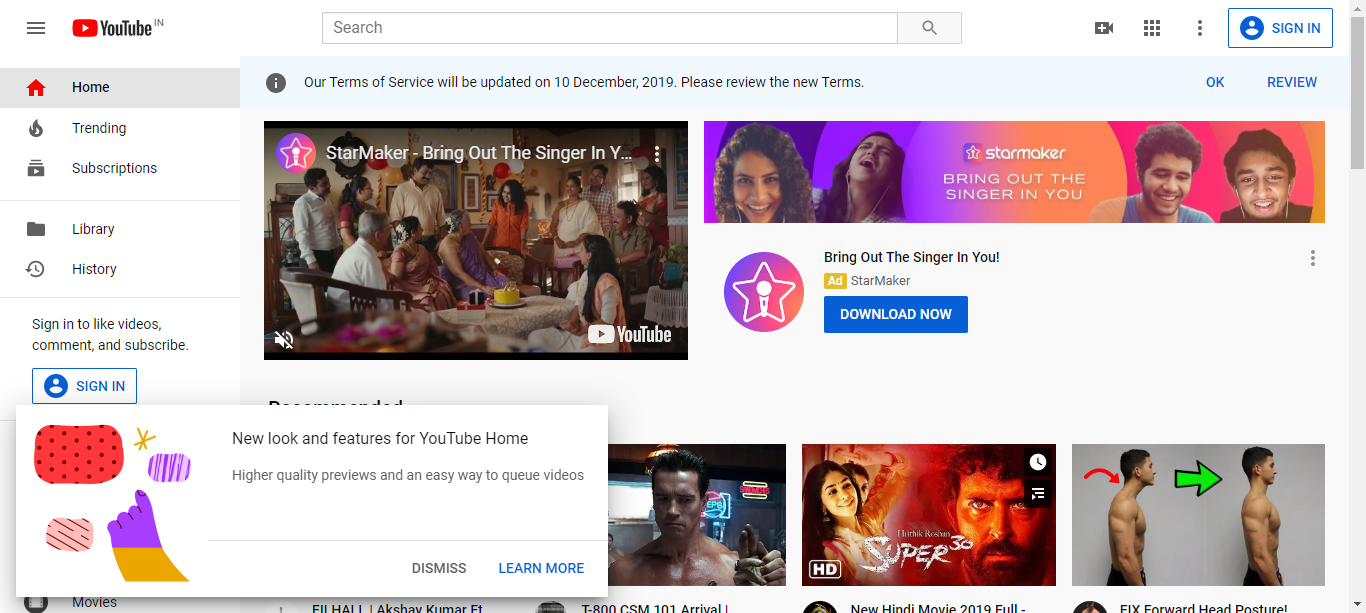 YouTube IN
Search
SIGN IN
Home
Trending
Subscriptions
Library
History
Sign in to like videos,
comment, and subscribe.
SIGN IN
Our Terms of Service will be updated on 10 December, 2019. Please review the new Terms.
OK
REVIEW
StarMaker - Bring Out The Singer In Y...
YouTube
starmaker
BRING OUT THE
SINGER IN YOU
Bring Out The Singer In You!
Ad StarMaker
DOWNLOAD NOW
New look and features for YouTube Home
Higher quality previews and an easy way to queue videos
DISMISS
LEARN MORE
Hrithik Roshan
SUPER 30
HD
Movies
T-800 CSM 101 Arrival |
New Hindi Movie 2019 Full -
FIX Forward Head Posture!